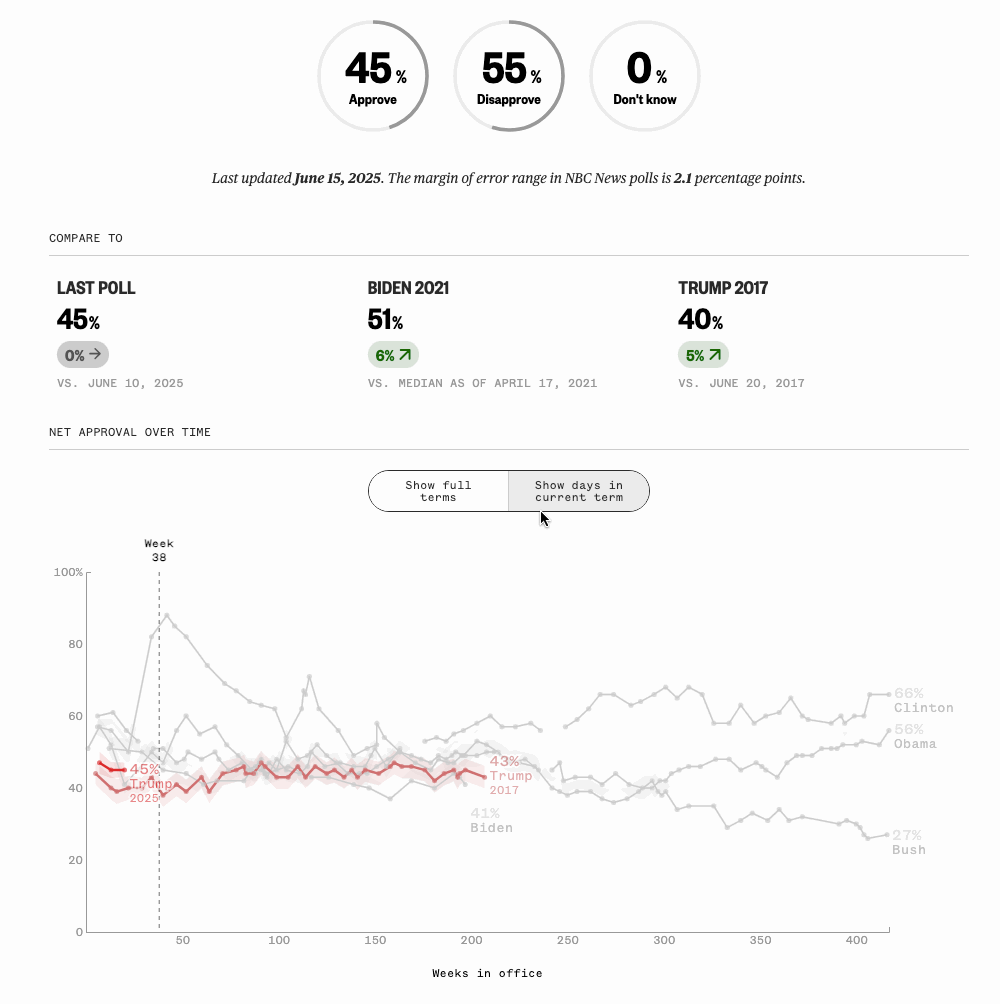 45 %
Approve
55 %
Disapprove
0 %
Don't know
Last updated June 15, 2025. The margin of error range in NBC News polls is 2.1 percentage points.
COMPARE TO
LAST POLL
45%
0% →
VS. JUNE 10, 2025
BIDEN 2021
51%
6% ↗
VS. MEDIAN AS OF APRIL 17, 2021
TRUMP 2017
40%
5% ↗
VS. JUNE 20, 2017
NET APPROVAL OVER TIME
Show full
terms
Show days in
current term
Week
38
100%
80
60
40
20
0
66%
Clinton
56%
Obama
43%
Trump
2017
45%
Trump
2025
41%
Biden
27%
Bush
50 100 150 200 250 300 350 400
Weeks in office